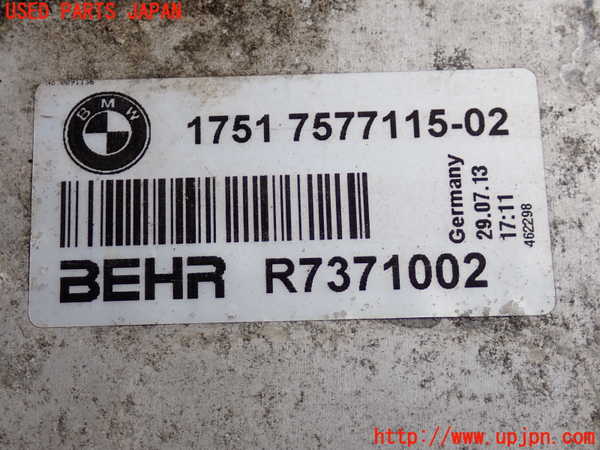 USED PARTS JAPAN
BMW
1751 7577115-02
Germany
29.07.13
17:11
462298
BEHR R7371002
http://www.upjpn.com/